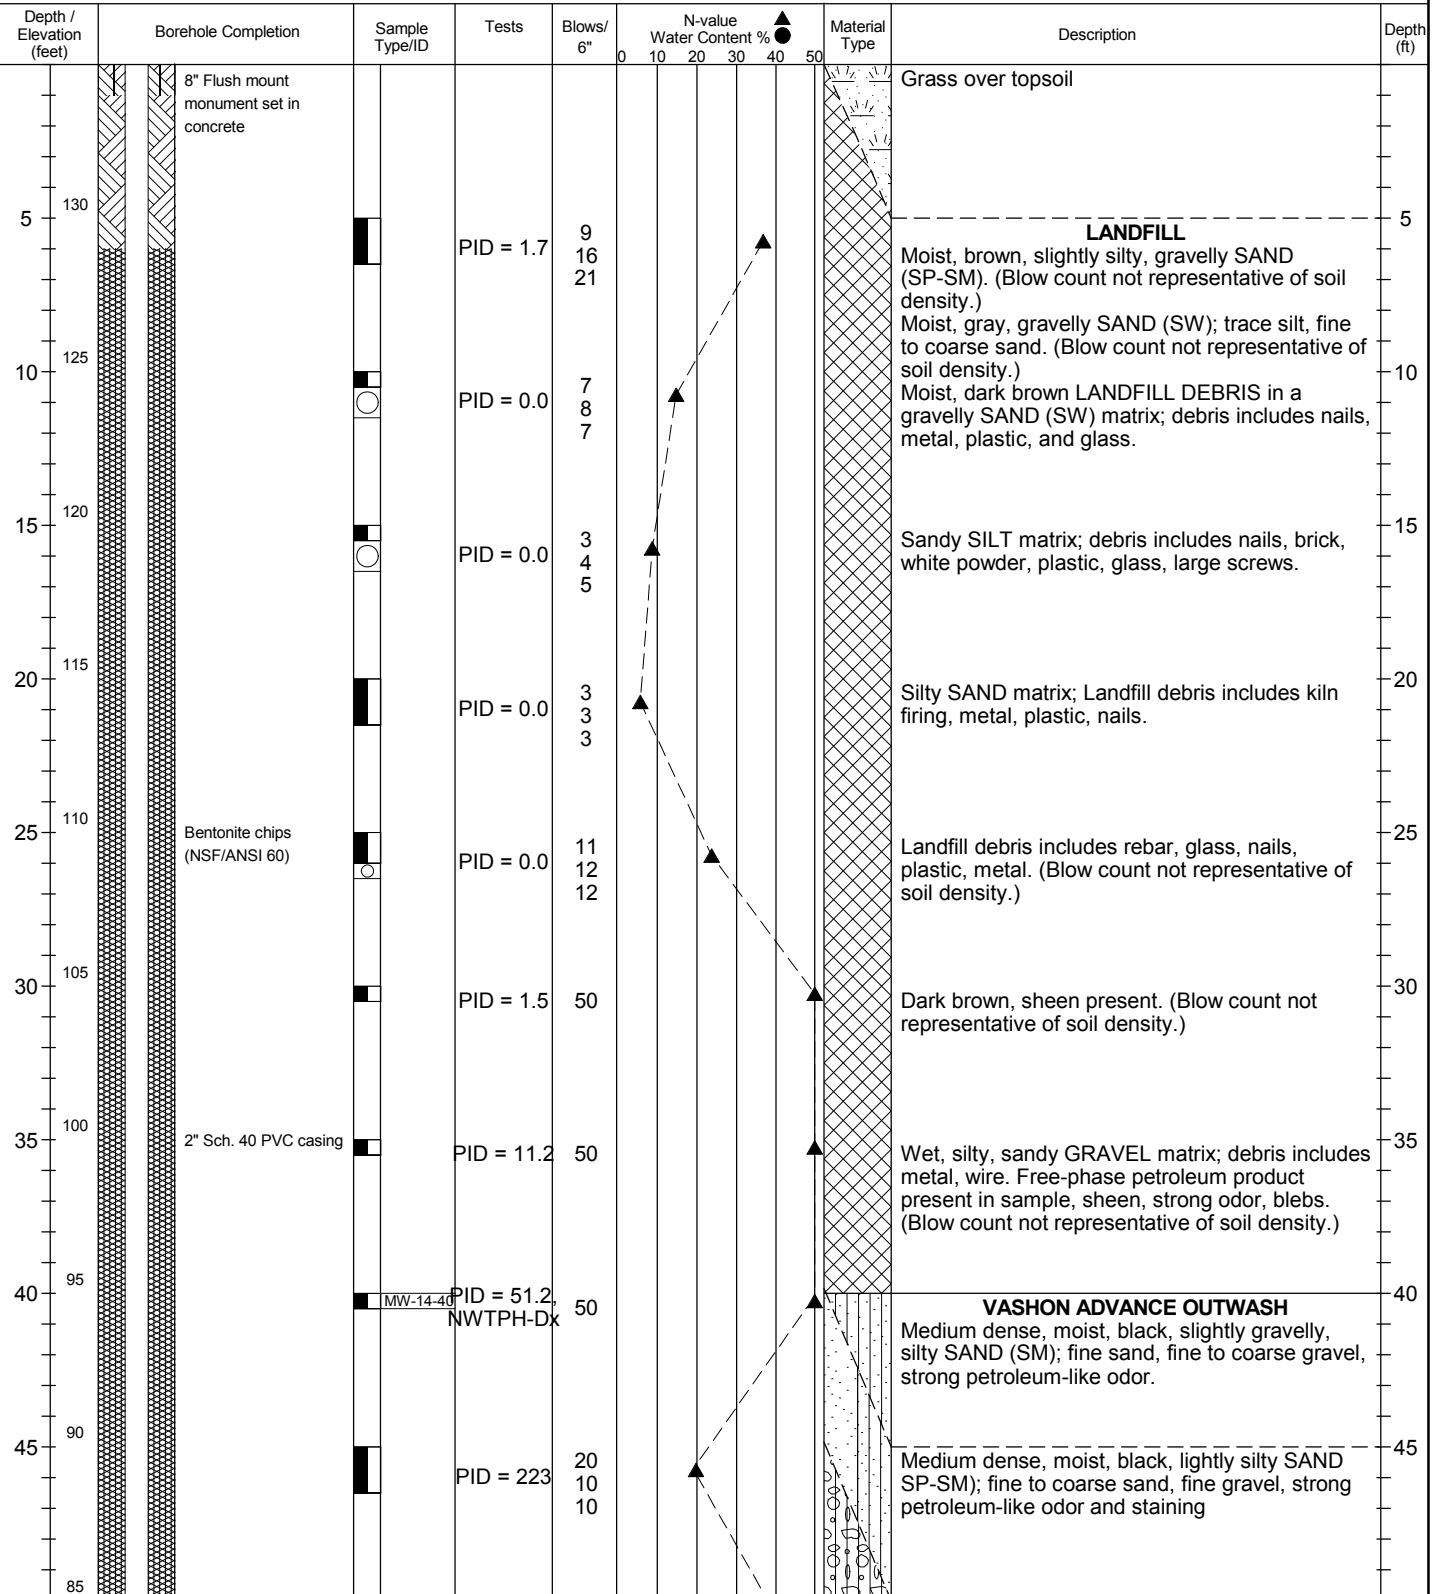 Depth /
Elevation
(feet)
Borehole Completion
Sample
Type/ID
Tests
Blows/
6"
N-value
Water Content %
0 10 20 30 40 50
Material
Type
Description
Depth
(ft)
8" Flush mount
monument set in
concrete
Grass over topsoil
130
5
5
LANDFILL
PID = 1.7
9
16
21
Moist, brown, slightly silty, gravelly SAND
(SP-SM). (Blow count not representative of soil
density.)
Moist, gray, gravelly SAND (SW); trace silt, fine
to coarse sand. (Blow count not representative of
soil density.)
125
10
10
PID = 0.0
7
8
7
Moist, dark brown LANDFILL DEBRIS in a
gravelly SAND (SW) matrix; debris includes nails,
metal, plastic, and glass.
120
15
15
PID = 0.0
3
4
5
Sandy SILT matrix; debris includes nails, brick,
white powder, plastic, glass, large screws.
115
20
20
PID = 0.0
3
3
3
Silty SAND matrix; Landfill debris includes kiln
firing, metal, plastic, nails.
110
25
25
Bentonite chips
(NSF/ANSI 60)
PID = 0.0
11
12
12
Landfill debris includes rebar, glass, nails,
plastic, metal. (Blow count not representative of
soil density.)
105
30
30
PID = 1.5
50
Dark brown, sheen present. (Blow count not
representative of soil density.)
100
35
35
2" Sch. 40 PVC casing
PID = 11.2
50
Wet, silty, sandy GRAVEL matrix; debris includes
metal, wire. Free-phase petroleum product
present in sample, sheen, strong odor, blebs.
(Blow count not representative of soil density.)
95
40
40
MW-14-40
PID = 51.2,
NWTPH-Dx
50
VASHON ADVANCE OUTWASH
Medium dense, moist, black, slightly gravelly,
silty SAND (SM); fine sand, fine to coarse gravel,
strong petroleum-like odor.
90
45
45
PID = 223
20
10
10
Medium dense, moist, black, lightly silty SAND
SP-SM); fine to coarse sand, fine gravel, strong
petroleum-like odor and staining
85